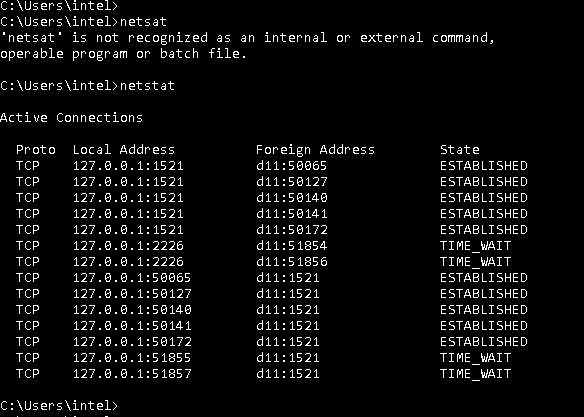 C:\Users\intel>
C:\Users\intel>netsat
'netsat' is not recognized as an internal or external command,
operable program or batch file.
C:\Users\intel>netstat
Active Connections
Proto Local Address Foreign Address State
TCP 127.0.0.1:1521 d11:50065 ESTABLISHED
TCP 127.0.0.1:1521 d11:50127 ESTABLISHED
TCP 127.0.0.1:1521 d11:50140 ESTABLISHED
TCP 127.0.0.1:1521 d11:50141 ESTABLISHED
TCP 127.0.0.1:1521 d11:50172 ESTABLISHED
TCP 127.0.0.1:2226 d11:51854 TIME_WAIT
TCP 127.0.0.1:2226 d11:51856 TIME_WAIT
TCP 127.0.0.1:50065 d11:1521 ESTABLISHED
TCP 127.0.0.1:50127 d11:1521 ESTABLISHED
TCP 127.0.0.1:50140 d11:1521 ESTABLISHED
TCP 127.0.0.1:50141 d11:1521 ESTABLISHED
TCP 127.0.0.1:50172 d11:1521 ESTABLISHED
TCP 127.0.0.1:51855 d11:1521 TIME_WAIT
TCP 127.0.0.1:51857 d11:1521 TIME_WAIT
C:\Users\intel>